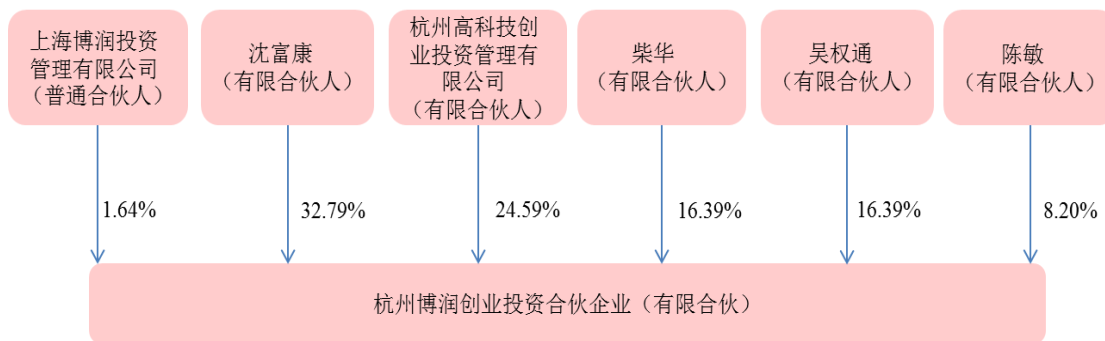 上海博润投资
管理有限公司
（普通合伙人）
沈富康
（有限合伙人）
杭州高科技创
业投资管理有
限公司
（有限合伙人）
柴华
（有限合伙人）
吴权通
（有限合伙人）
陈敏
（有限合伙人）
1.64%
32.79%
24.59%
16.39%
16.39%
8.20%
杭州博润创业投资合伙企业（有限合伙）